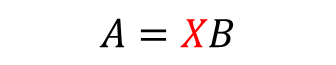 A = XB